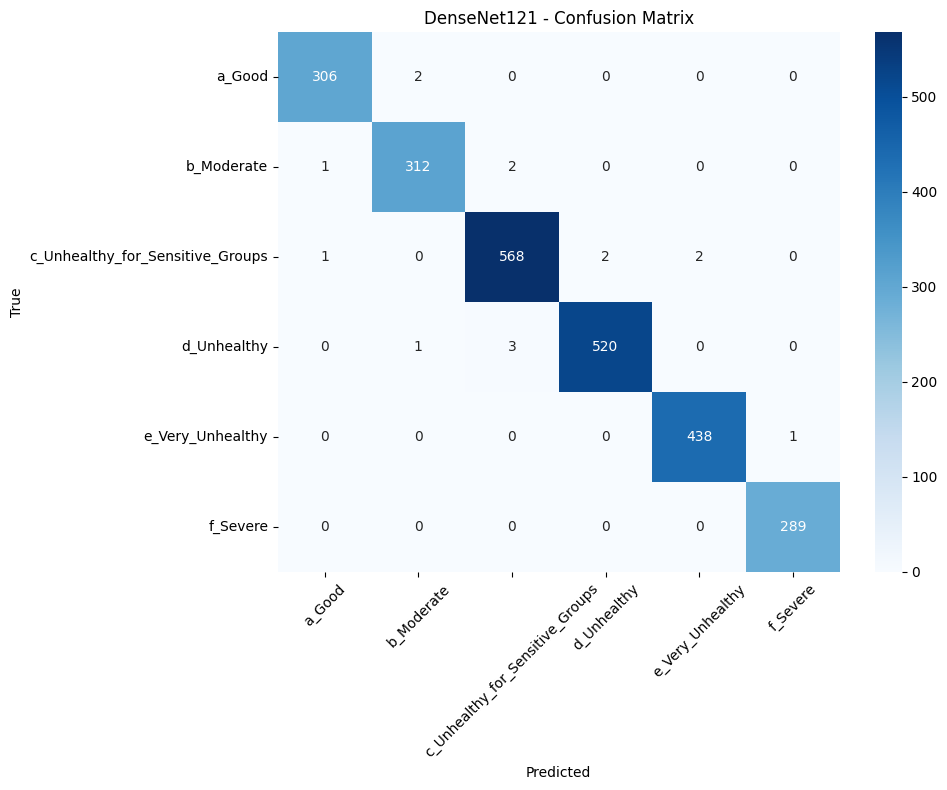 DenseNet121 - Confusion Matrix
a_Good 306 2 0 0 0 0
b_Moderate 1 312 2 0 0 0
c_Unhealthy_for_Sensitive_Groups 1 0 568 2 2 0
d_Unhealthy 0 1 3 520 0 0
e_Very_Unhealthy 0 0 0 0 438 1
f_Severe 0 0 0 0 0 289
True
a_Good
b_Moderate
c_Unhealthy_for_Sensitive_Groups
d_Unhealthy
e_Very_Unhealthy
f_Severe
Predicted
500
400
300
200
100
0